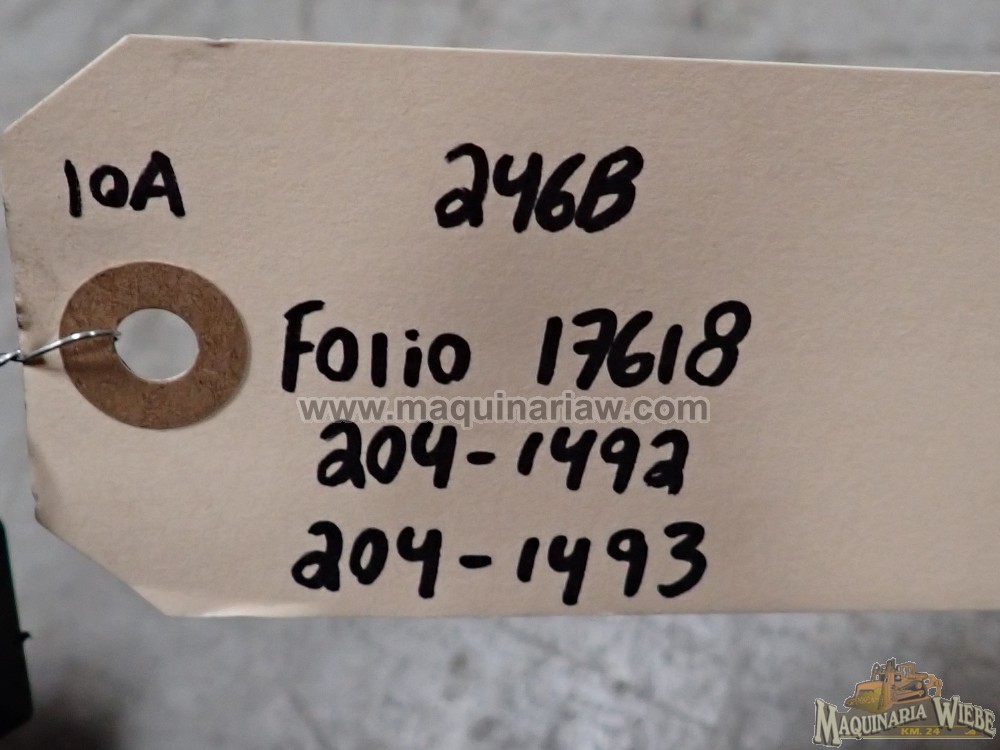 10A 246B
Folio 17618
www.maquinariaw.com
204-1492
204-1493
MAQUINARIA WIEBE
KM. 24